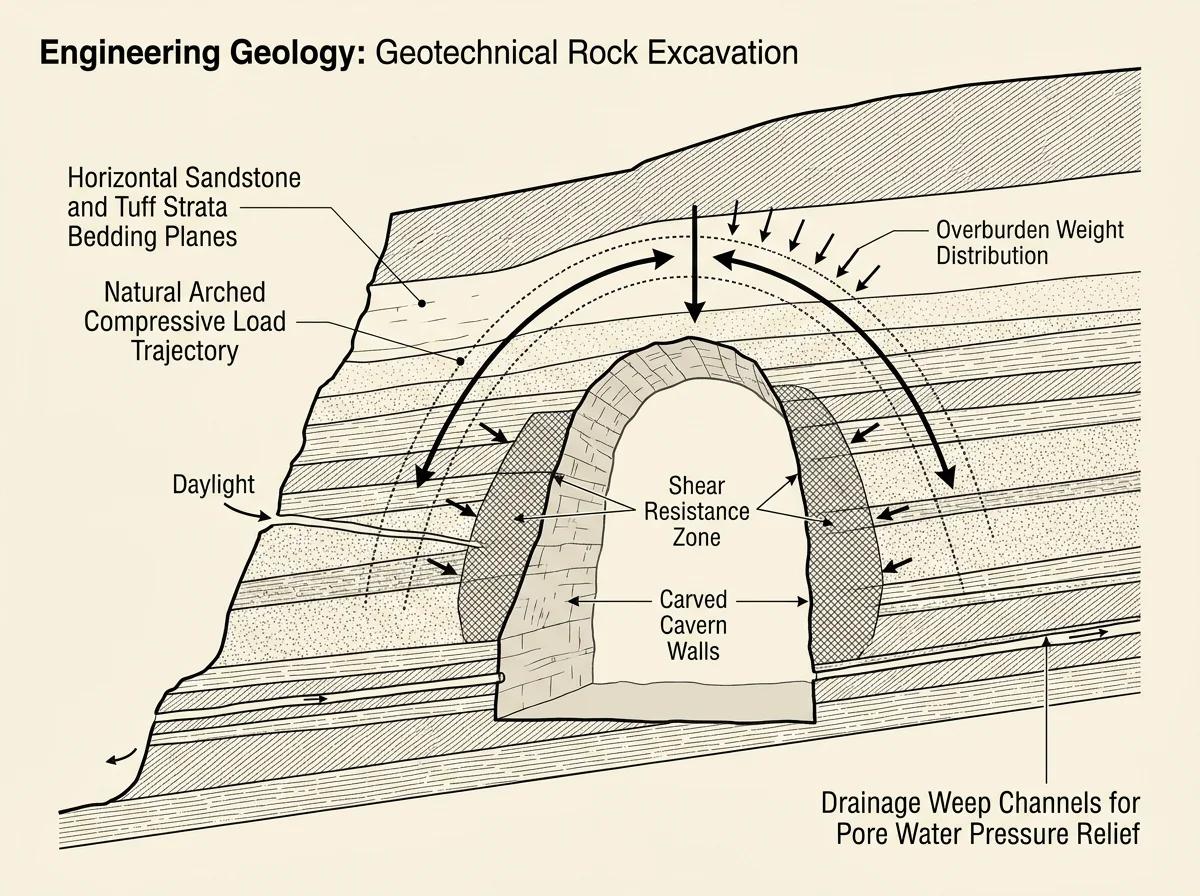 Engineering Geology: Geotechnical Rock Excavation
Horizontal Sandstone
and Tuff Strata
Bedding Planes
Natural Arched
Compressive Load
Trajectory
Overburden Weight
Distribution
Daylight
Shear
Resistance
Zone
Carved
Cavern
Walls
Drainage Weep Channels for
Pore Water Pressure Relief